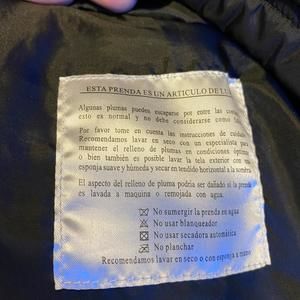 ESTA PRENDA ES UN ARTICULO DE
Algunas plumas pueden escaparse por entre las
esto es normal y no debe considerarse como
Por favor tome en cuenta las instrucciones de
Recomendamos lavar en seco con un especialista para
mantener el relleno de plumas en condiciones
o bien también es posible lavar la tela exterior con una
esponja suave y húmeda y secar en tendido horizontal a la
El aspecto del relleno de pluma podría ser dañado si la prenda
es lavada a maquina o remojada con agua.
No sumergir la prenda en agua
No usar blanqueador
No usar secadora automática
No planchar
Recomendamos lavar en seco o con esponja a mano